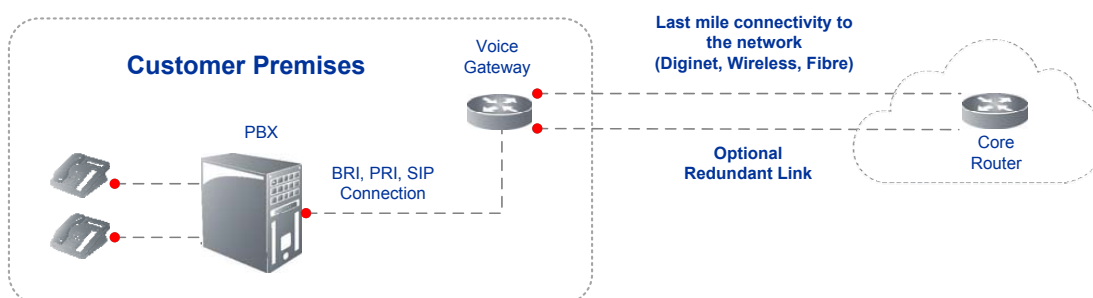 Customer Premises
PBX
BRI, PRI, SIP
Connection
Voice
Gateway
Last mile connectivity to
the network
(Diginet, Wireless, Fibre)
Optional
Redundant Link
Core
Router